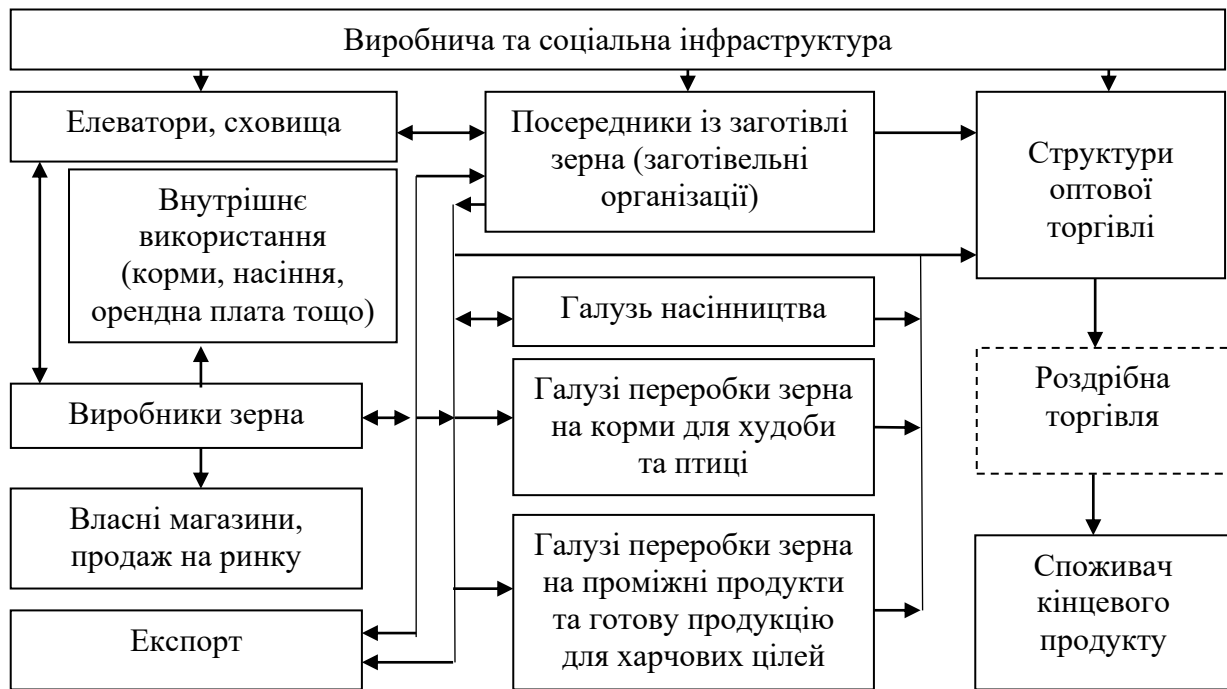 Виробнича та соціальна інфраструктура
Елеватори, сховища
Посередники із заготівлі
зерна (заготівельні
організації)
Структури
оптової
торгівлі
Внутрішнє
використання
(корми, насіння,
орендна плата тощо)
Галузь насінництва
Виробники зерна
Галузі переробки зерна
на корми для худоби
та птиці
Роздрібна
торгівля
Власні магазини,
продаж на ринку
Галузі переробки зерна
на проміжні продукти
та готову продукцію
для харчових цілей
Споживач
кінцевого
продукту
Експорт